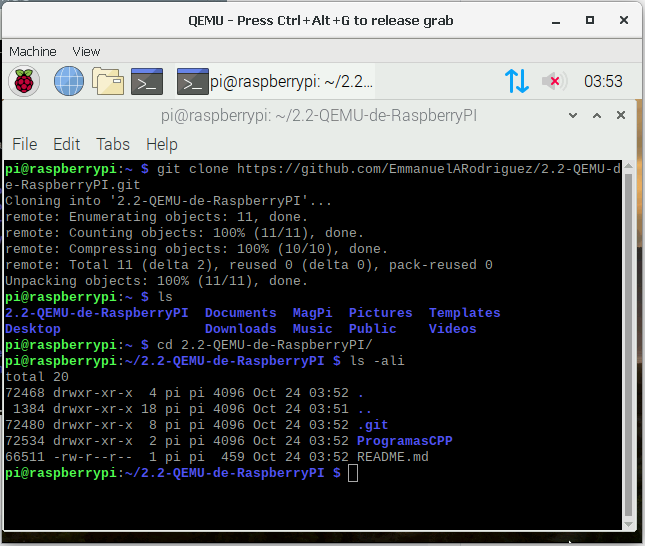 QEMU - Press Ctrl+Alt+G to release grab
Machine View
pi@raspberrypi: ~/2.2... 03:53
pi@raspberrypi: ~/2.2-QEMU-de-RaspberryPI
File Edit Tabs Help
pi@raspberrypi:~ $ git clone https://github.com/EmmanuelARodriguez/2.2-QEMU-d
e-RaspberryPI.git
Cloning into '2.2-QEMU-de-RaspberryPI'...
remote: Enumerating objects: 11, done.
remote: Counting objects: 100% (11/11), done.
remote: Compressing objects: 100% (10/10), done.
remote: Total 11 (delta 2), reused 0 (delta 0), pack-reused 0
Unpacking objects: 100% (11/11), done.
pi@raspberrypi:~ $ ls
2.2-QEMU-de-RaspberryPI  Documents  MagPi  Pictures  Templates
Desktop                  Downloads  Music  Public    Videos
pi@raspberrypi:~ $ cd 2.2-QEMU-de-RaspberryPI/
pi@raspberrypi:~/2.2-QEMU-de-RaspberryPI $ ls -ali
total 20
72468 drwxr-xr-x  4 pi pi 4096 Oct 24 03:52 .
 1384 drwxr-xr-x 18 pi pi 4096 Oct 24 03:51 ..
72480 drwxr-xr-x  8 pi pi 4096 Oct 24 03:52 .git
72534 drwxr-xr-x  2 pi pi 4096 Oct 24 03:52 ProgramasCPP
66511 -rw-r--r--  1 pi pi  459 Oct 24 03:52 README.md
pi@raspberrypi:~/2.2-QEMU-de-RaspberryPI $